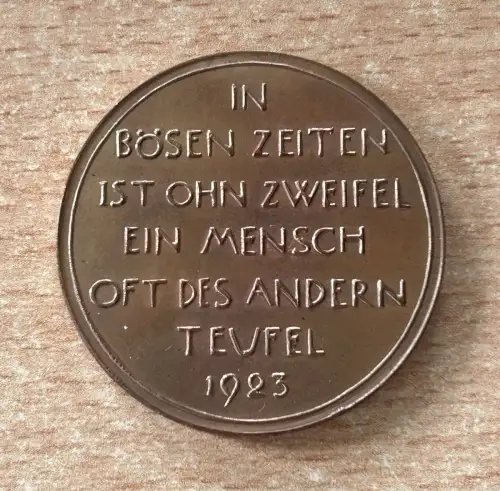 IN
BÖSEN ZEITEN
IST OHN ZWEIFEL
EIN MENSCH
OFT DES ANDERN
TEUFEL
1923